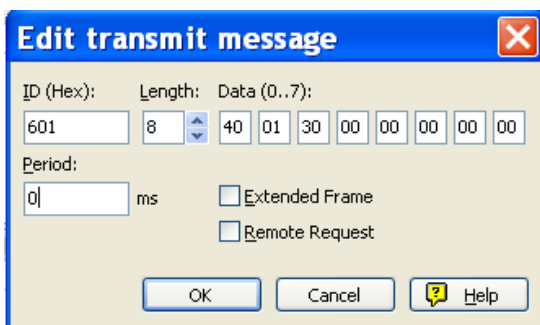 Edit transmit message
ID (Hex): Length: Data (0..7):
601 8 40 01 30 00 00 00 00 00
Period:
0 ms Extended Frame
Remote Request
OK Cancel Help